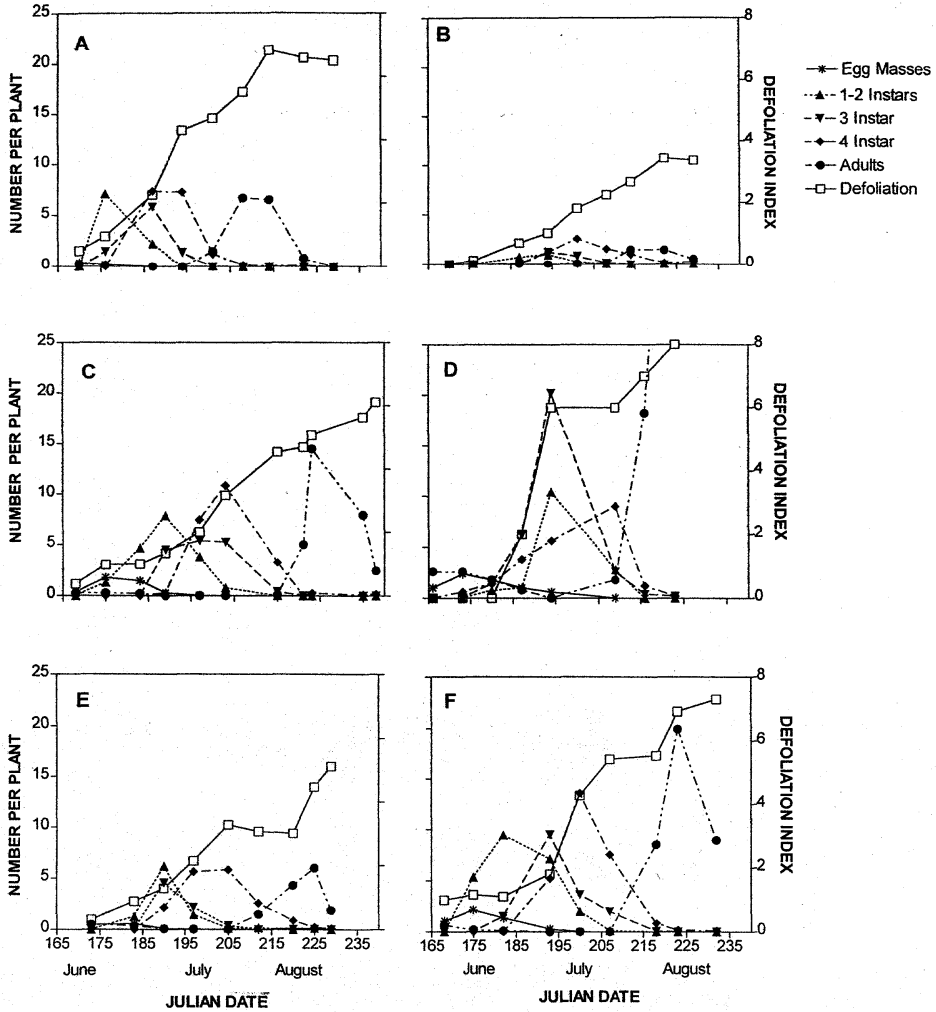 A
25
20
15
10
5
0
NUMBER PER PLANT
B
8
6
4
2
0
DEFOLIATION INDEX
Egg Masses
1-2 Instars
3 Instar
4 Instar
Adults
Defoliation
C
25
20
15
10
5
0
NUMBER PER PLANT
D
8
6
4
2
0
DEFOLIATION INDEX
E
25
20
15
10
5
0
NUMBER PER PLANT
165 175 185 195 205 215 225 235
June July August
JULIAN DATE
F
8
6
4
2
0
DEFOLIATION INDEX
165 175 185 195 205 215 225 235
June July August
JULIAN DATE